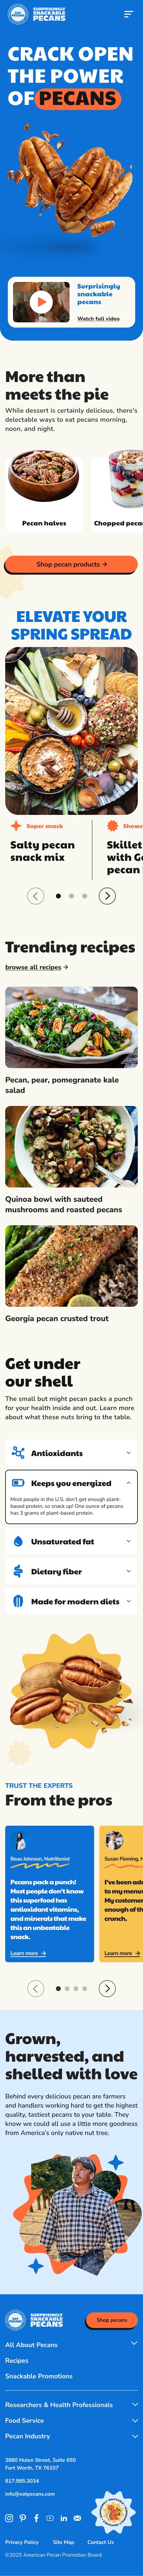 SURPRISINGLY
SNACKABLE
PECANS
CRACK OPEN
THE POWER
OF PECANS
Surprisingly
snackable
pecans
Watch full video
More than
meets the pie
While dessert is certainly delicious, there's
delectable ways to eat pecans morning,
noon, and night.
Pecan halves
Chopped pecan
Shop pecan products →
ELEVATE YOUR
SPRING SPREAD
Super snack
Salty pecan
snack mix
Skillet
pecan
Trending recipes
browse all recipes →
Pecan, pear, pomegranate kale
salad
Quinoa bowl with sauteed
mushrooms and roasted pecans
Georgia pecan crusted trout
Get under
our shell
The small but mighty pecan packs a punch
for your health inside and out. Learn more
about what these nuts bring to the table.
Antioxidants
Keeps you energized
Most people in the U.S. don't get enough plant-
based protein, so snack up! One ounce of pecans
has 3 grams of plant-based protein.
Unsaturated fat
Dietary fiber
Made for modern diets
TRUST THE EXPERTS
From the pros
Beau Johnson, Nutritionist
Susan Fleming,
Pecans pack a punch!
Most people don't know
this superfood has
antioxidant vitamins,
and minerals that make
this an unbeatable
snack.
I've been
to my menus
My customers
enough of th
crunch.
Learn more →
Learn more →
Grown,
harvested, and
shelled with love
Behind every delicious pecan are farmers
and handlers working hard to get the highest
quality, tastiest pecans to your table. They
know we could all use a little more goodness
from America's only native nut tree.
SURPRISINGLY
SNACKABLE
PECANS
Shop pecans
All About Pecans
Recipes
Snackable Promotions
Researchers & Health Professionals
Food Service
Pecan Industry
3880 Hulen Street, Suite 650
Fort Worth, TX 76107
817.985.3034
info@eatpecans.com
Privacy Policy
Site Map
Contact Us
©2025 American Pecan Promotion Board